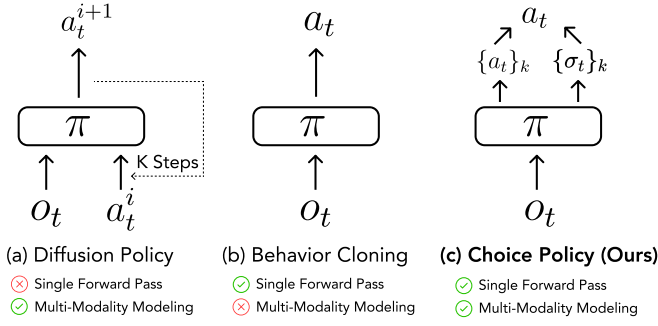 a_t^{i+1}
π
K Steps
o_t
a_t^i
(a) Diffusion Policy
Single Forward Pass
Multi-Modality Modeling
a_t
π
o_t
(b) Behavior Cloning
Single Forward Pass
Multi-Modality Modeling
a_t
{a_t}_k
{σ_t}_k
π
o_t
(c) Choice Policy (Ours)
Single Forward Pass
Multi-Modality Modeling